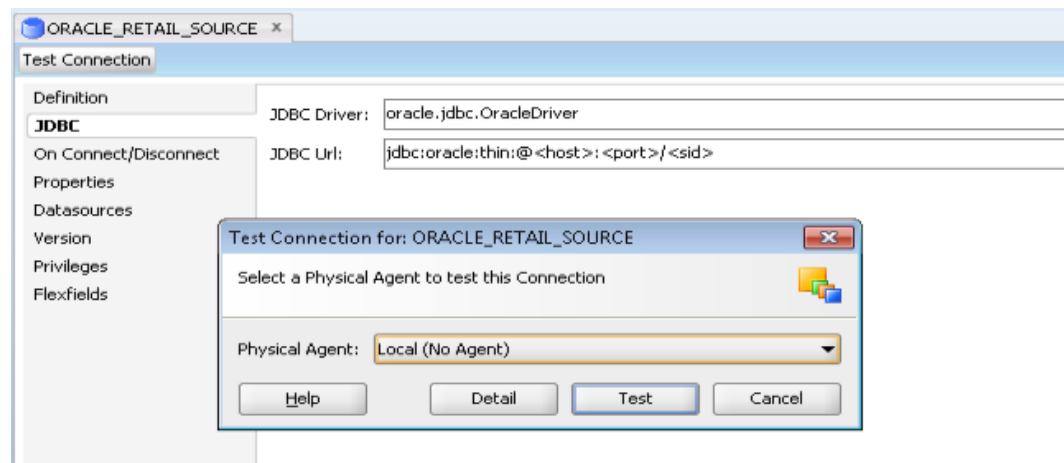 ORACLE_RETAIL_SOURCE ×
Test Connection
Definition
JDBC
On Connect/Disconnect
Properties
Datasources
Version
Privileges
Flexfields
JDBC Driver: oracle.jdbc.OracleDriver
JDBC Url: jdbc:oracle:thin:@<host>:<port>/<sid>
Test Connection for: ORACLE_RETAIL_SOURCE
Select a Physical Agent to test this Connection
Physical Agent: Local (No Agent)
Help Detail Test Cancel